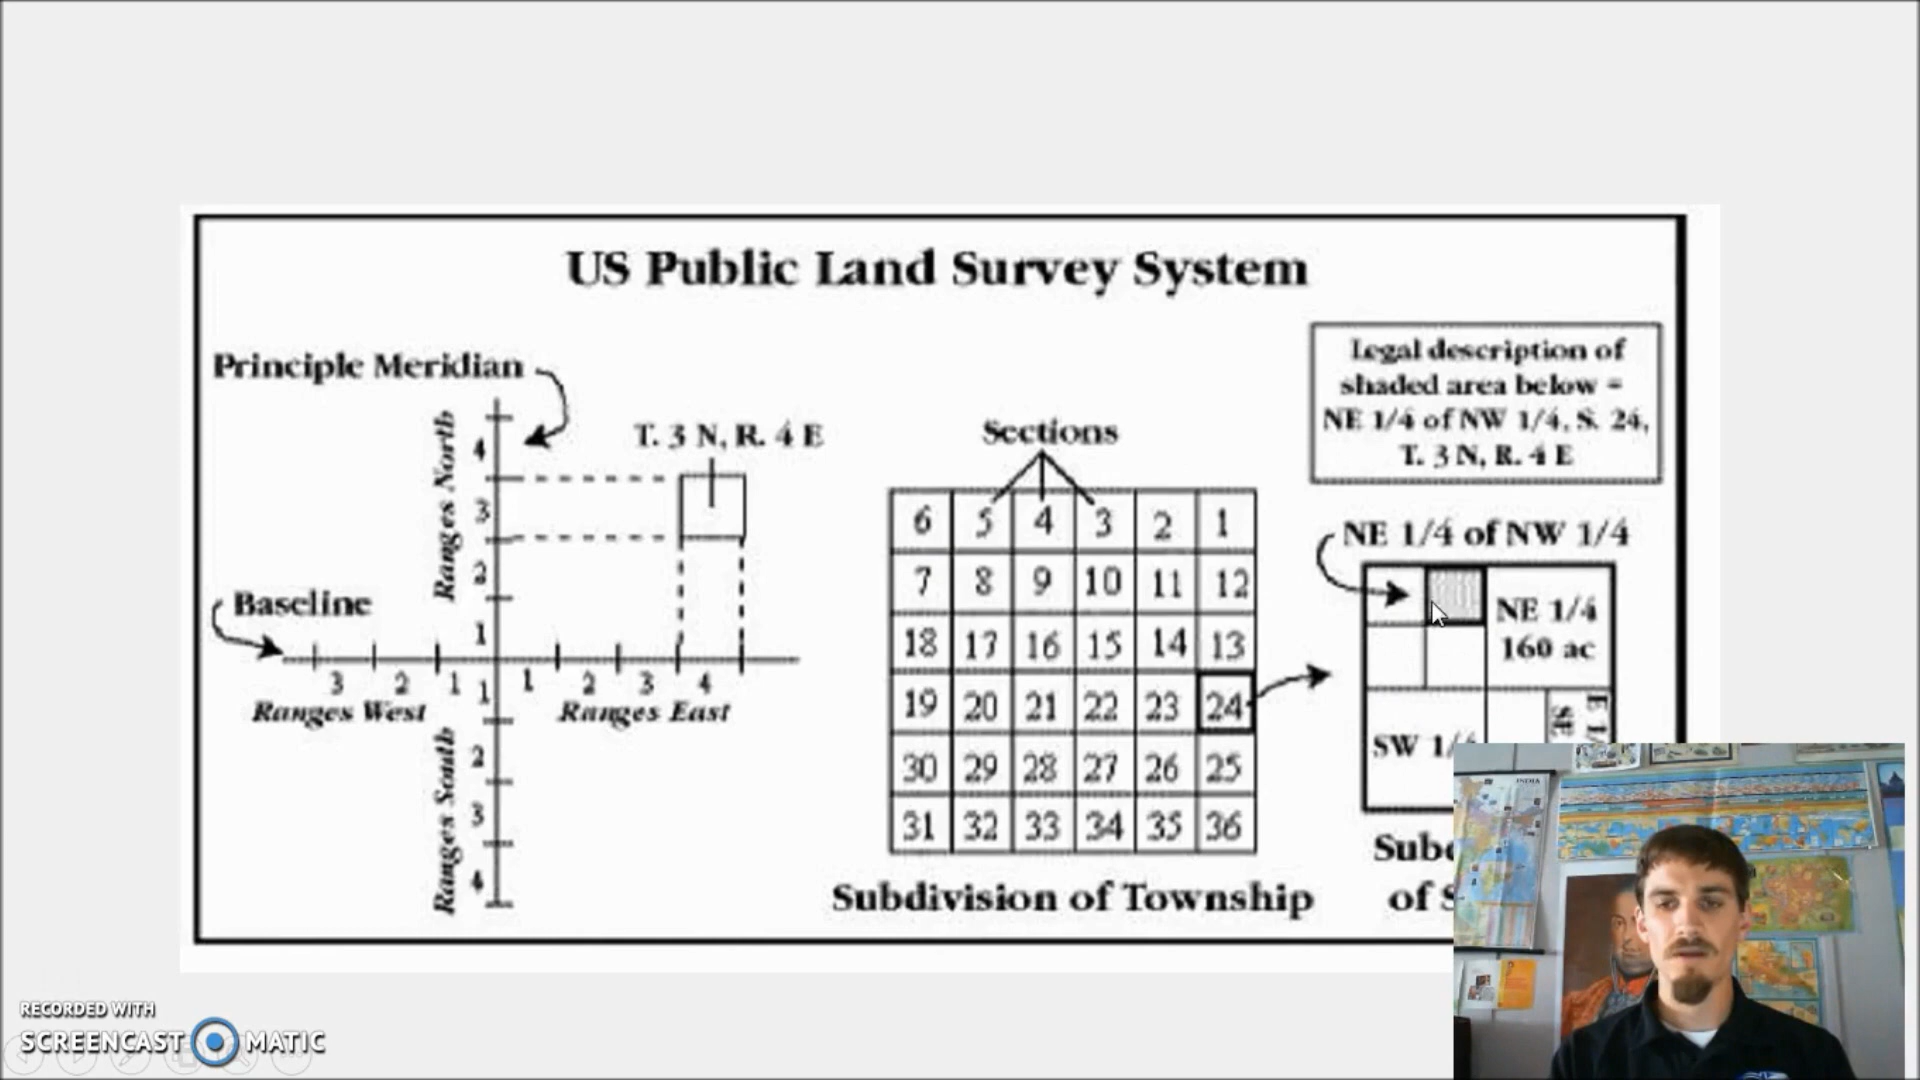 US Public Land Survey System
Principle Meridian
Ranges North
4
3
2
1
T. 3 N, R. 4 E
Baseline
3 2 1 1 1 2 3 4
Ranges West
Ranges East
Ranges South
2
3
4
Sections
6 5 4 3 2 1
7 8 9 10 11 12
18 17 16 15 14 13
19 20 21 22 23 24
30 29 28 27 26 25
31 32 33 34 35 36
Subdivision of Township
Legal description of
shaded area below =
NE 1/4 of NW 1/4, S. 24,
T. 3 N, R. 4 E
NE 1/4 of NW 1/4
NE 1/4
160 ac
SW 1/
SE
E 1/
Subd
of S
INDIA
RECORDED WITH
SCREENCAST MATIC